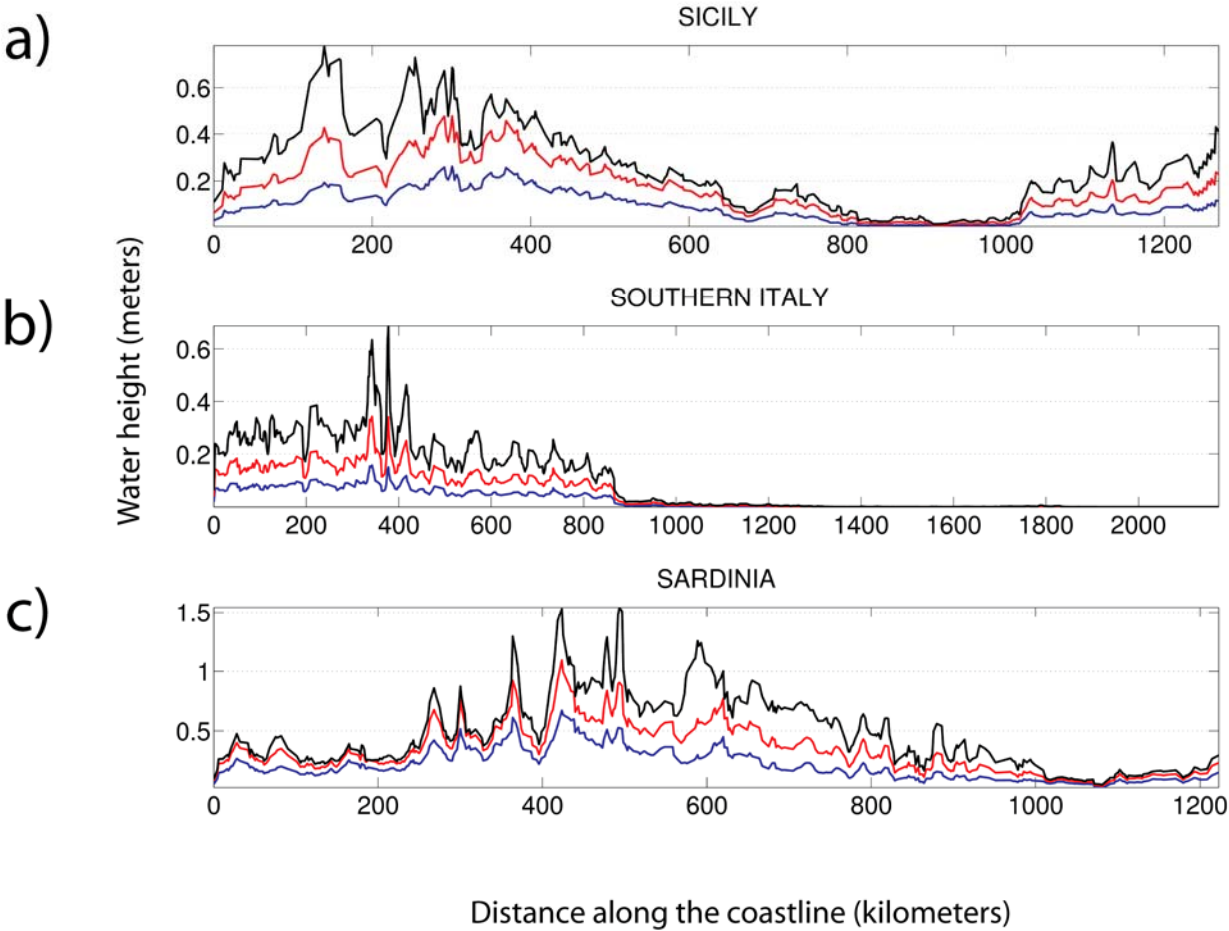 a)
SICILY
0.6
0.4
0.2
0 200 400 600 800 1000 1200
b)
SOUTHERN ITALY
0.6
0.4
0.2
0 200 400 600 800 1000 1200 1400 1600 1800 2000
Water height (meters)
c)
SARDINIA
1.5
1
0.5
0 200 400 600 800 1000 1200
Distance along the coastline (kilometers)